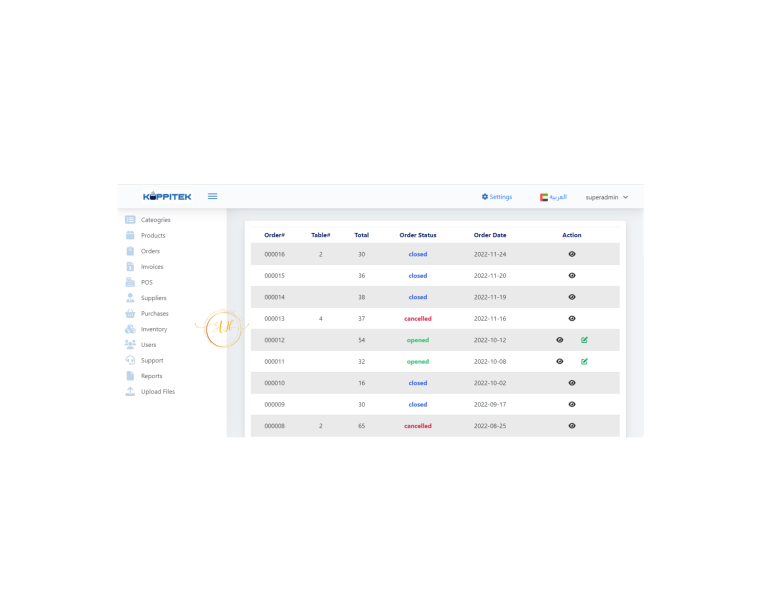 KOPPITEK
Settings
العربية
superadmin
Cateogries
Products
Orders
Invoices
POS
Suppliers
Purchases
Inventory
Users
Support
Reports
Upload Files
Order# Table# Total Order Status Order Date Action
000016 2 30 closed 2022-11-24
000015 36 closed 2022-11-20
000014 38 closed 2022-11-19
000013 4 37 cancelled 2022-11-16
000012 54 opened 2022-10-12
000011 32 opened 2022-10-08
000010 16 closed 2022-10-02
000009 30 closed 2022-09-17
000008 2 65 cancelled 2022-08-25